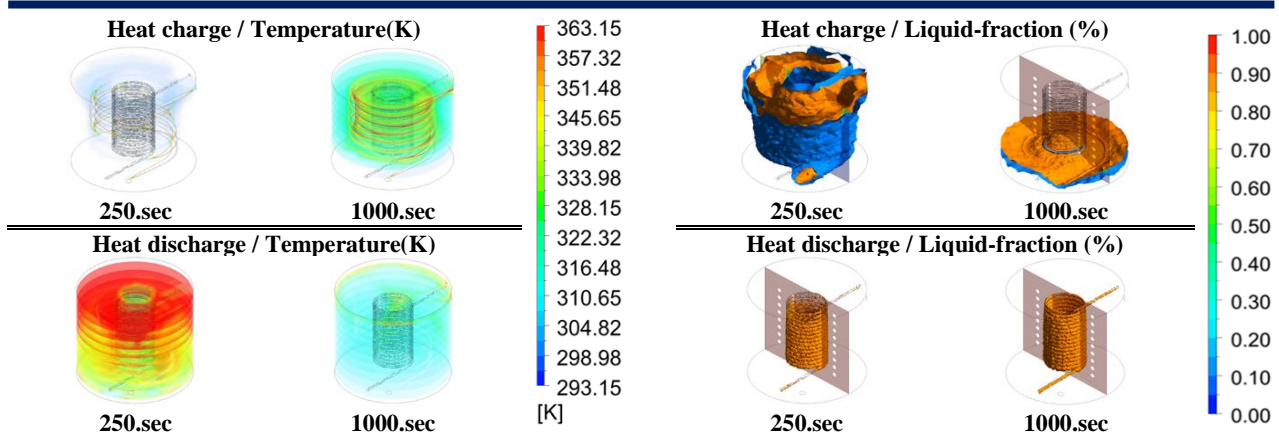 Heat charge / Temperature(K)
250.sec
1000.sec
Heat discharge / Temperature(K)
250.sec
1000.sec
363.15
357.32
351.48
345.65
339.82
333.98
328.15
322.32
316.48
310.65
304.82
298.98
293.15
[K]
Heat charge / Liquid-fraction (%)
250.sec
1000.sec
Heat discharge / Liquid-fraction (%)
250.sec
1000.sec
1.00
0.90
0.80
0.70
0.60
0.50
0.40
0.30
0.20
0.10
0.00